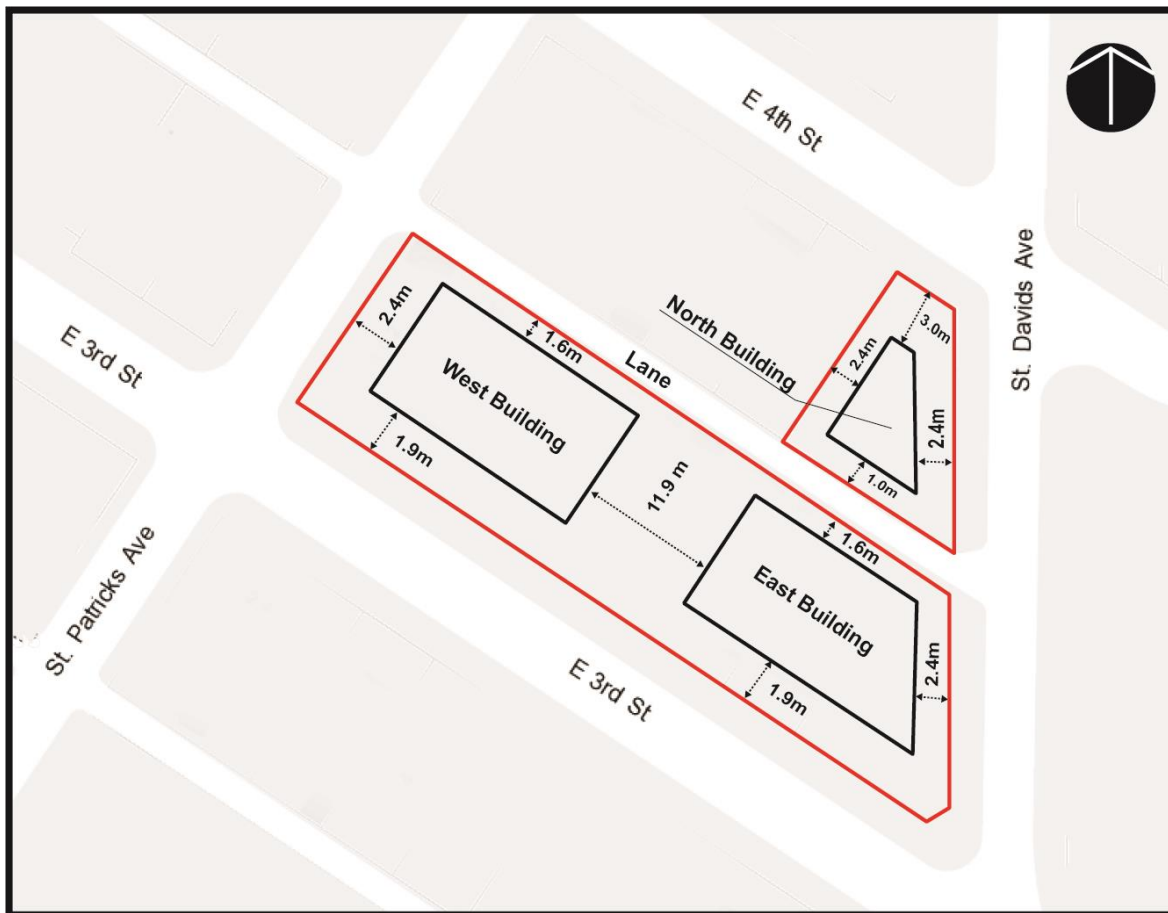 E 4th St
St. Davids Ave
North Building
3.0m
2.4m
2.4m
1.0m
2.4m
1.6m
Lane
West Building
1.9m
11.9 m
E 3rd St
1.6m
East Building
2.4m
1.9m
E 3rd St
St. Patricks Ave